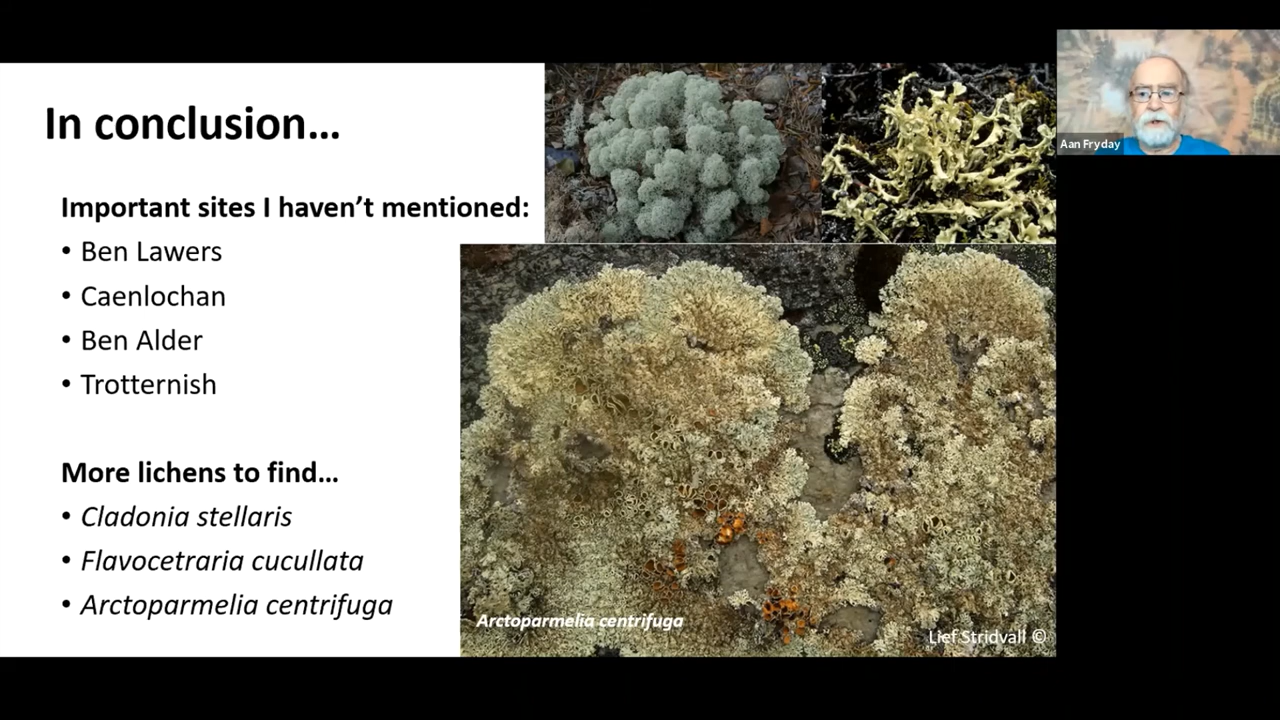 In conclusion...
Important sites I haven't mentioned:
• Ben Lawers
• Caenlochan
• Ben Alder
• Trotternish
More lichens to find...
• Cladonia stellaris
• Flavocetraria cucullata
• Arctoparmelia centrifuga
Arctoparmelia centrifuga
Lief Stridvall ©
Aan Fryday